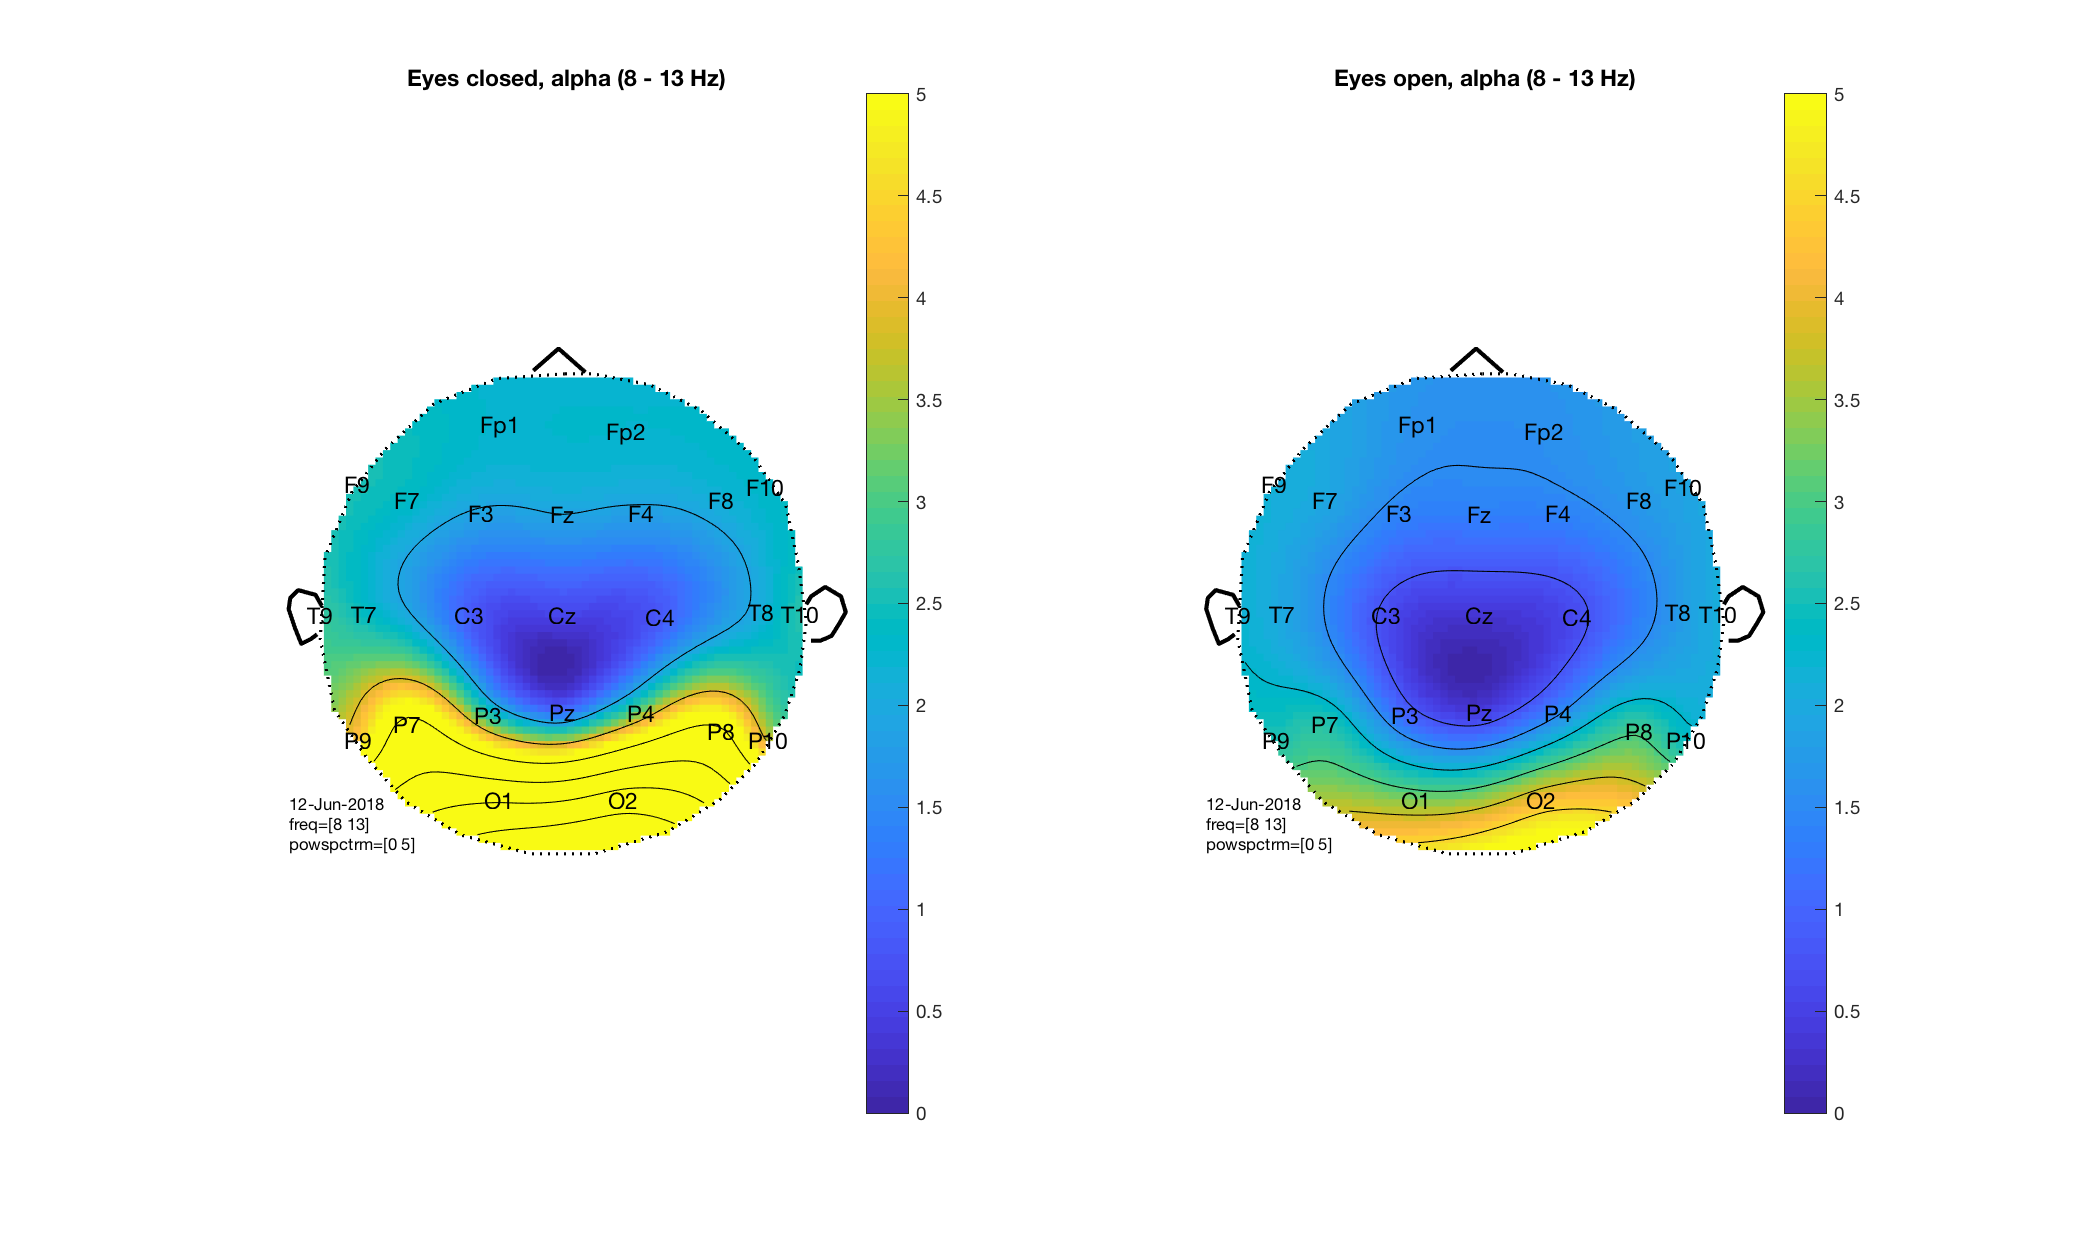 Eyes closed, alpha (8 - 13 Hz)
5
4.5
4
3.5
3
2.5
2
1.5
1
0.5
0
Fp1 Fp2
F9 F7 F3 Fz F4 F8 F10
T9 T7 C3 Cz C4 T8 T10
P9 P7 P3 Pz P4 P8 P10
O1 O2
12-Jun-2018
freq=[8 13]
powspctrm=[0 5]
Eyes open, alpha (8 - 13 Hz)
5
4.5
4
3.5
3
2.5
2
1.5
1
0.5
0
Fp1 Fp2
F9 F7 F3 Fz F4 F8 F10
T9 T7 C3 Cz C4 T8 T10
P9 P7 P3 Pz P4 P8 P10
O1 O2
12-Jun-2018
freq=[8 13]
powspctrm=[0 5]